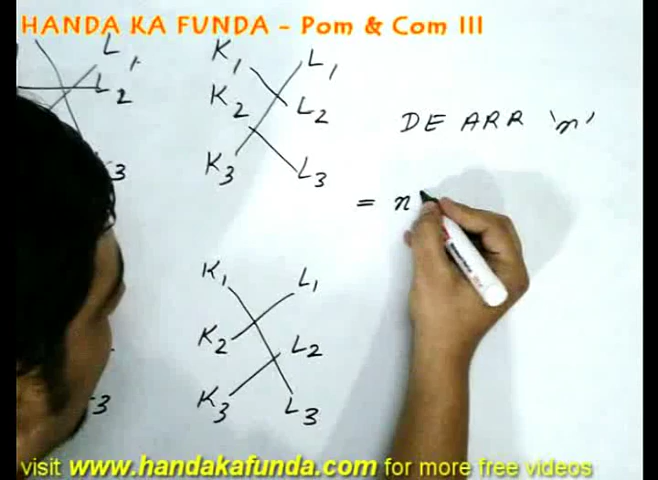 HANDA KA FUNDA - Pom & Com III
L1
L2
3
K1 L1
K2 L2
K3 L3
DE ARR 'n'
= n
K1 L1
K2 L2
K3 L3
3
visit www.handakafunda.com for more free videos